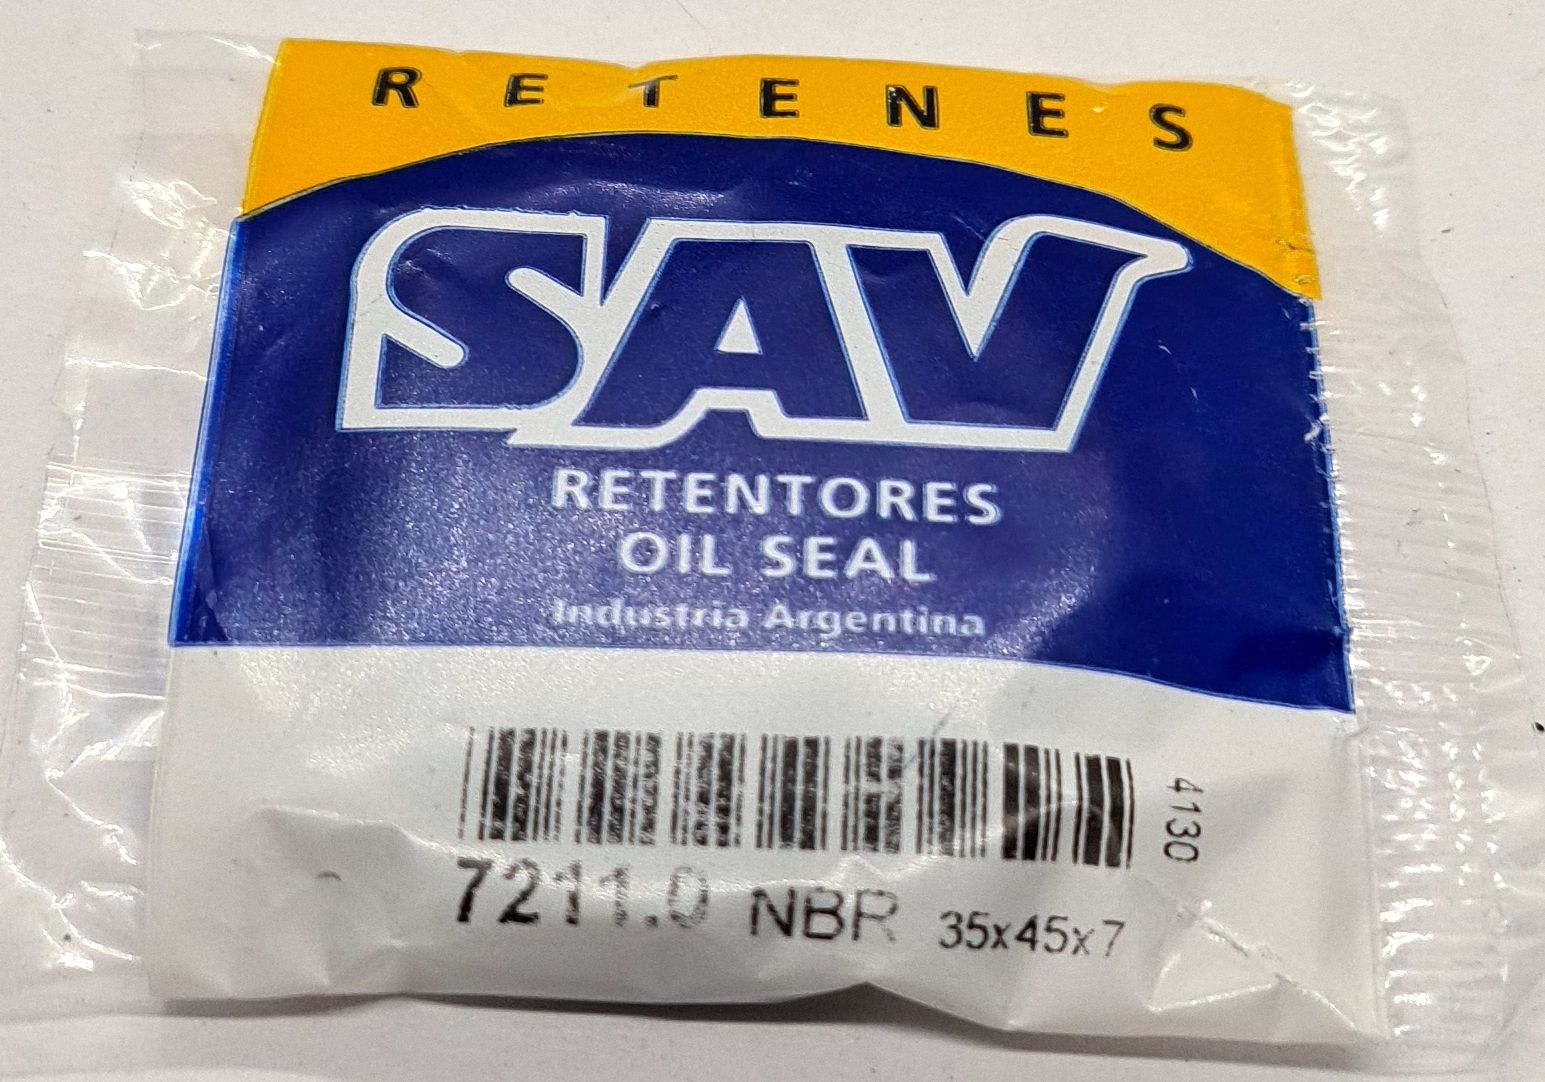 RETENES
SAV
RETENTORES
OIL SEAL
Industria Argentina
4130
7211.0 NBR 35x45x7